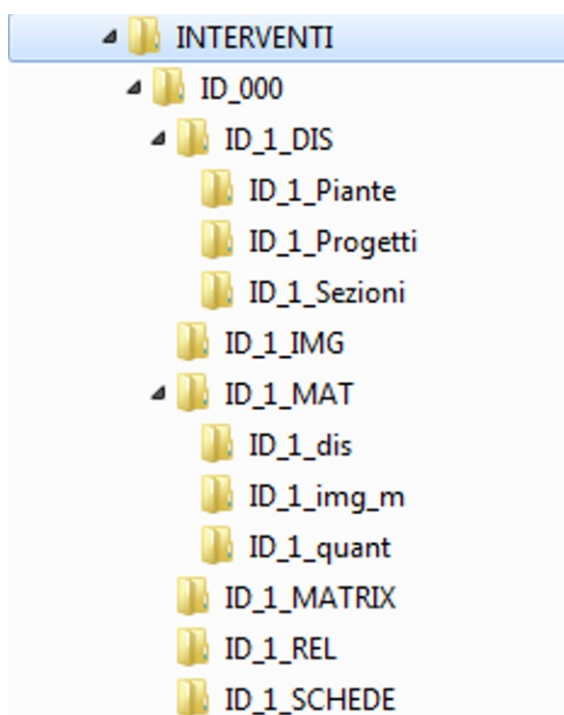 INTERVENTI
ID_000
ID_1_DIS
ID_1_Piante
ID_1_Progetti
ID_1_Sezioni
ID_1_IMG
ID_1_MAT
ID_1_dis
ID_1_img_m
ID_1_quant
ID_1_MATRIX
ID_1_REL
ID_1_SCHEDE